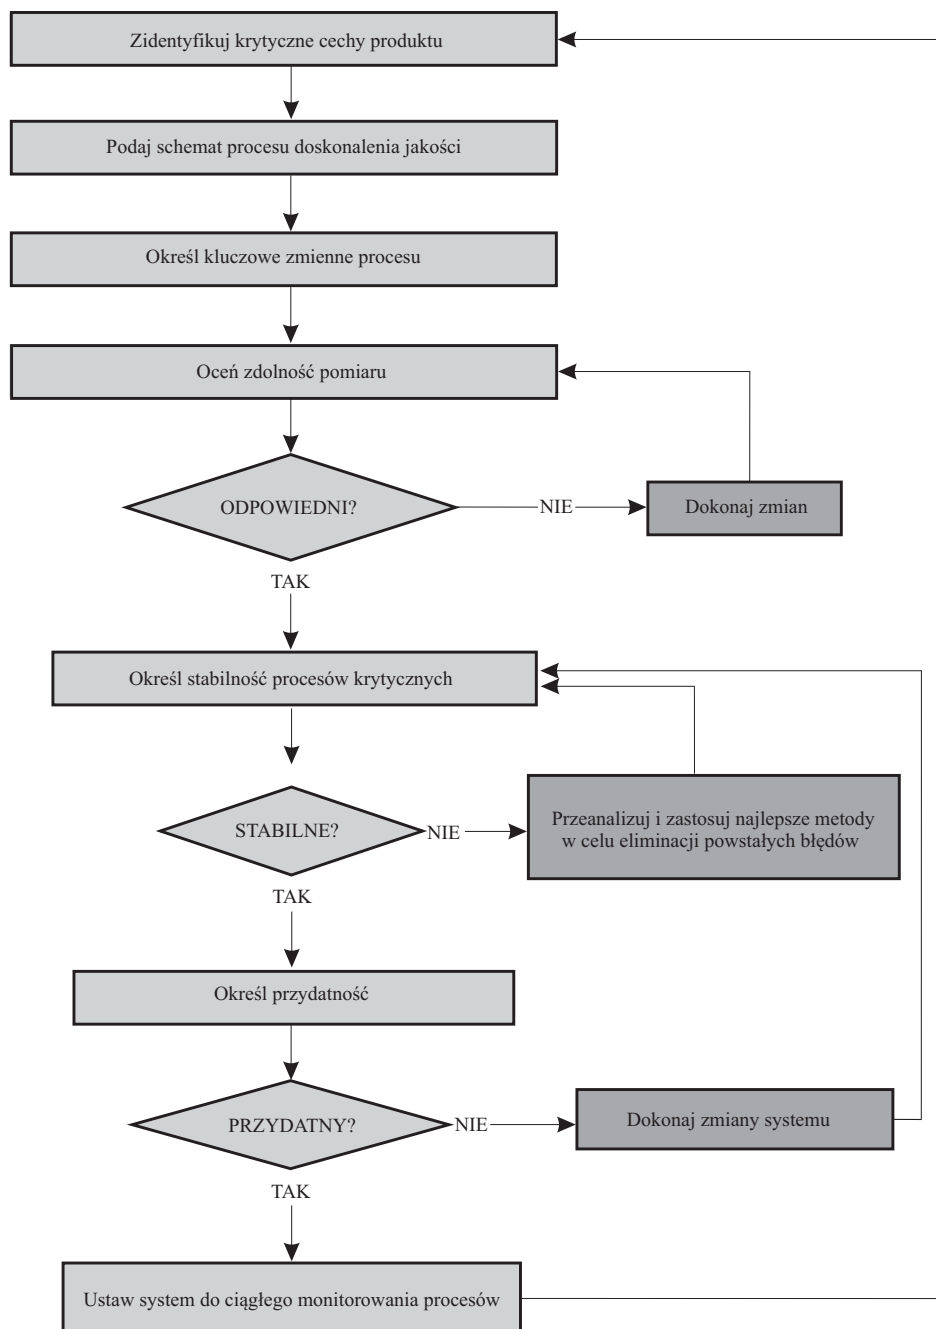 Zidentyfikuj krytyczne cechy produktu
Podaj schemat procesu doskonalenia jakości
Określ kluczowe zmienne procesu
Oceń zdolność pomiaru
ODPOWIEDNI?
NIE
Dokonaj zmian
TAK
Określ stabilność procesów krytycznych
STABILNE?
NIE
Przeanalizuj i zastosuj najlepsze metody
w celu eliminacji powstałych błędów
TAK
Określ przydatność
PRZYDATNY?
NIE
Dokonaj zmiany systemu
TAK
Ustaw system do ciągłego monitorowania procesów